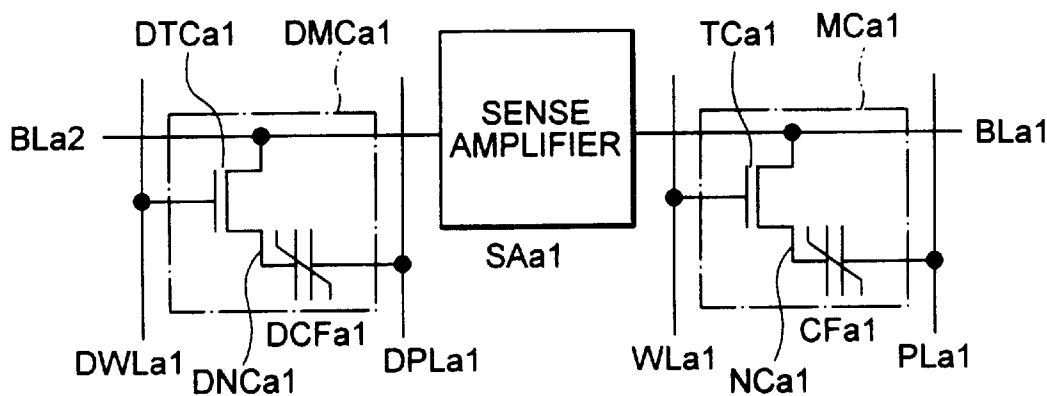 DTCa1
DMCa1
TCa1
MCa1
BLa2
SENSE
AMPLIFIER
BLa1
SAa1
DCFa1
CFa1
DWLa1
DNCa1
DPLa1
WLa1
NCa1
PLa1